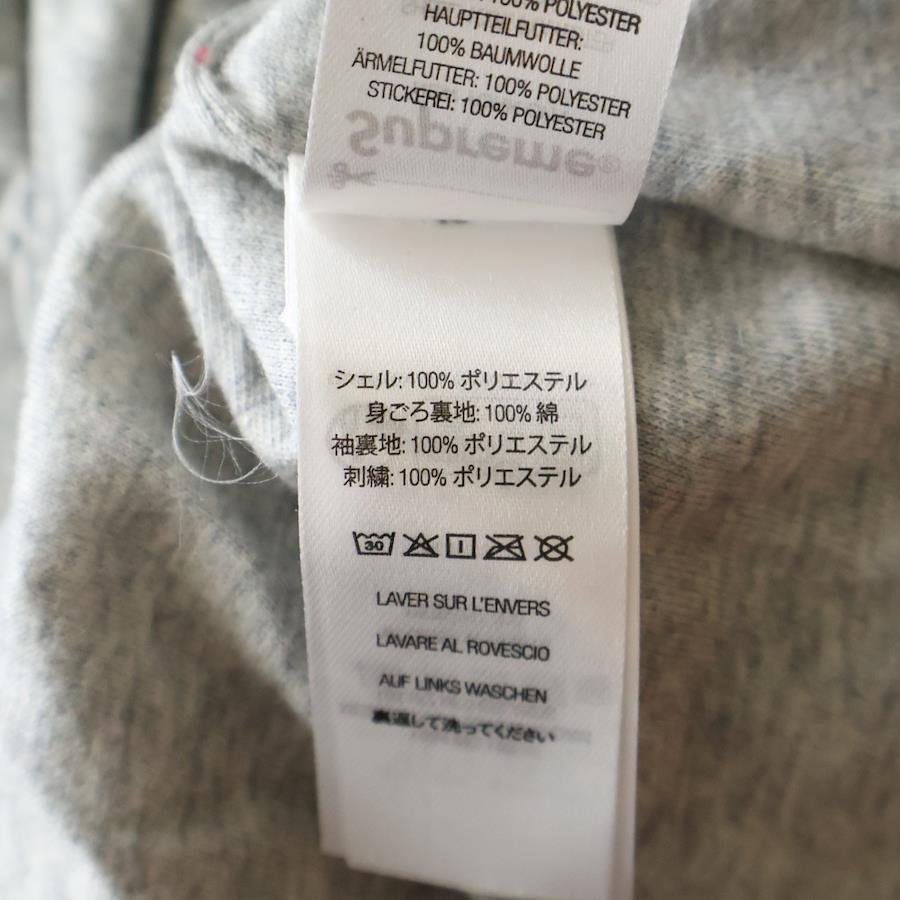 100% POLYESTER
HAUPTTEILFUTTER:
100% BAUMWOLLE
ÄRMELFUTTER: 100% POLYESTER
STICKEREI: 100% POLYESTER
Supreme®
シェル: 100% ポリエステル
身ごろ裏地: 100% 綿
袖裏地: 100% ポリエステル
刺繍: 100% ポリエステル
30
LAVER SUR L'ENVERS
LAVARE AL ROVESCIO
AUF LINKS WASCHEN
裏返して洗ってください